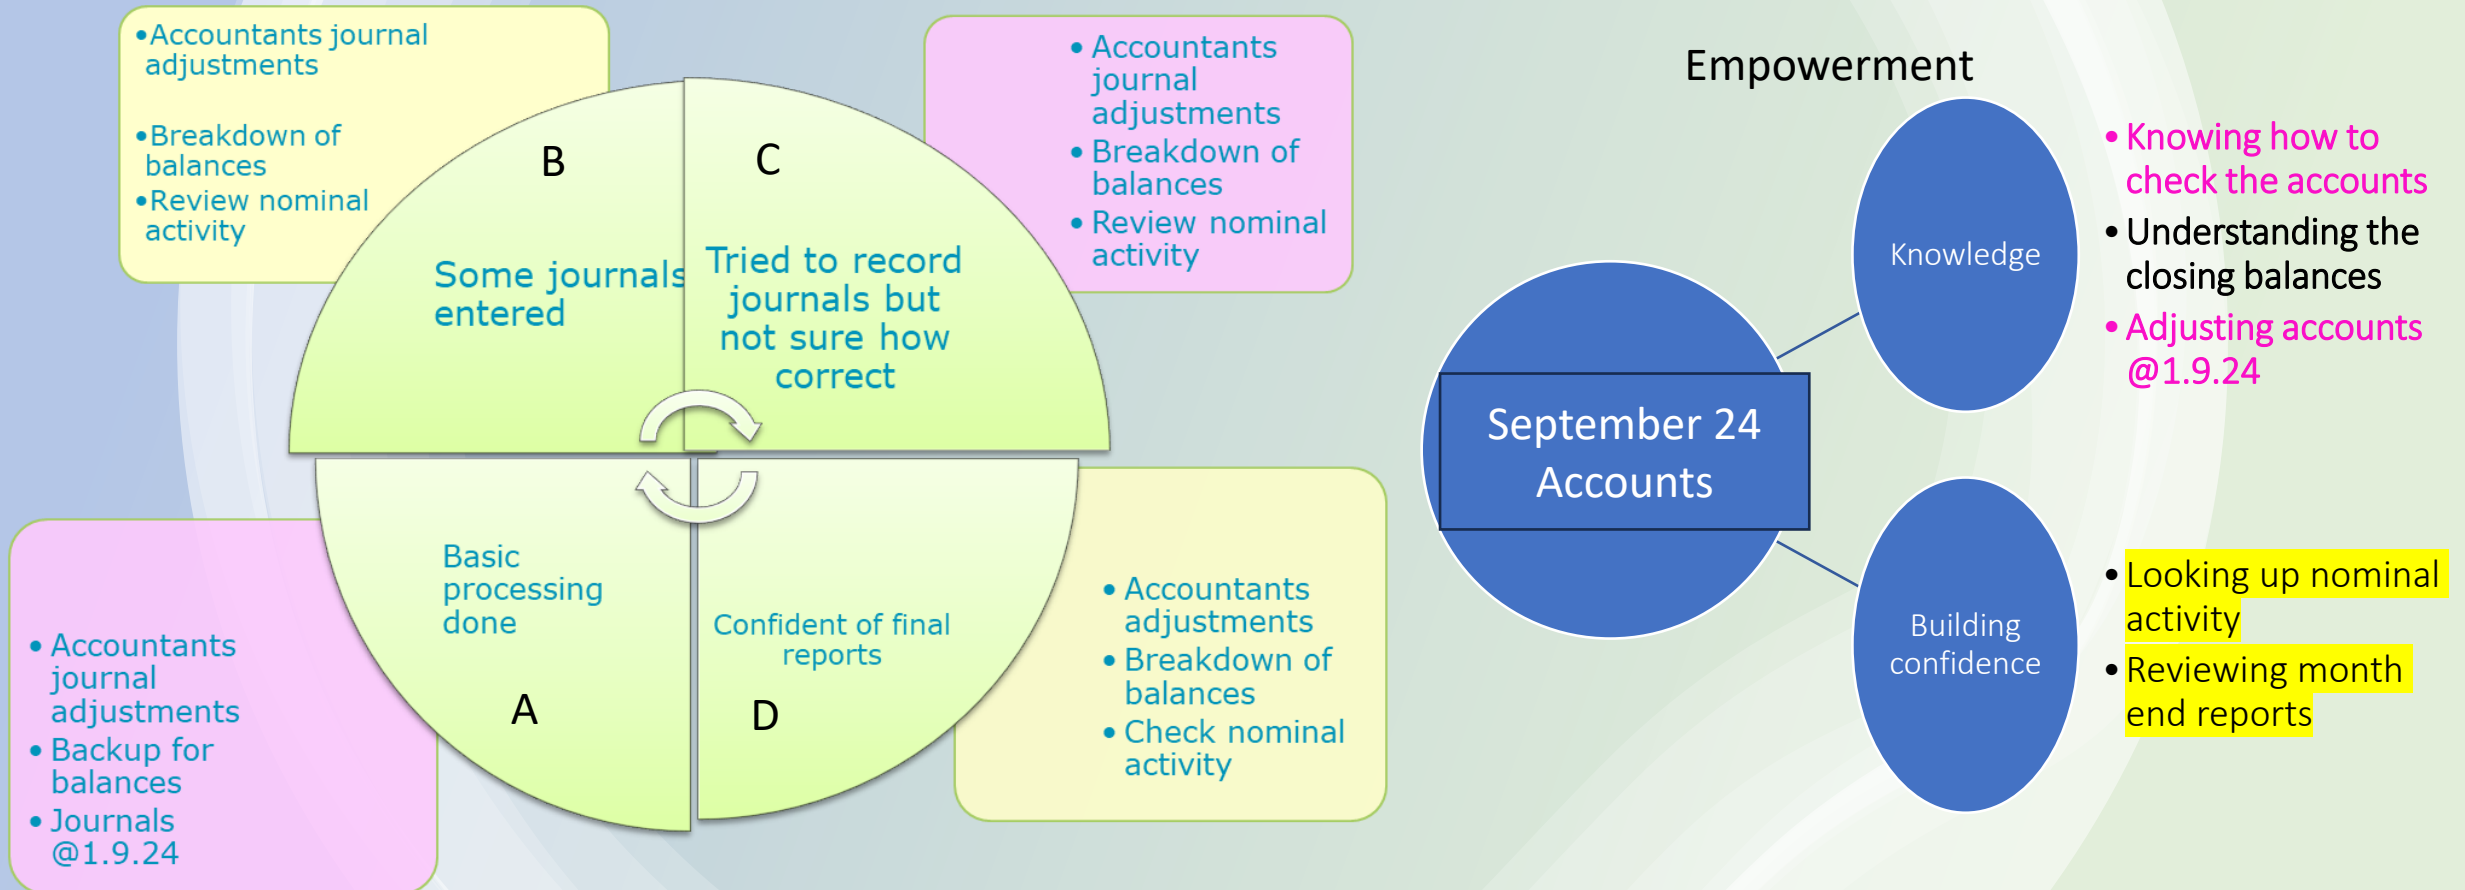 •Accountants journal
adjustments
•Breakdown of
balances
•Review nominal
activity
B
Some journals
entered
C
Tried to record
journals but
not sure how
correct
• Accountants
journal
adjustments
• Breakdown of
balances
• Review nominal
activity
• Accountants
journal
adjustments
• Backup for
balances
• Journals
@1.9.24
Basic
processing
done
A
Confident of final
reports
D
• Accountants
adjustments
• Breakdown of
balances
• Check nominal
activity
Empowerment
September 24
Accounts
Knowledge
• Knowing how to
check the accounts
• Understanding the
closing balances
• Adjusting accounts
@1.9.24
Building
confidence
• Looking up nominal
activity
• Reviewing month
end reports